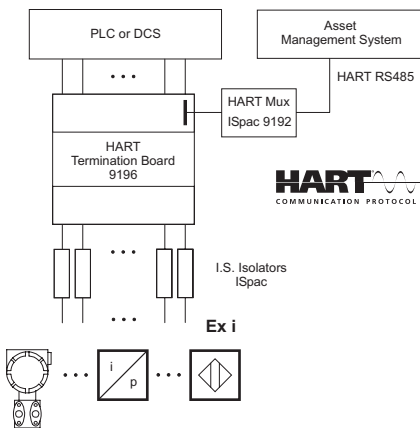 PLC or DCS
Asset
Management System
HART RS485
HART Mux
ISpac 9192
HART
Termination Board
9196
HART
COMMUNICATION PROTOCOL
I.S. Isolators
ISpac
Ex i
i
p